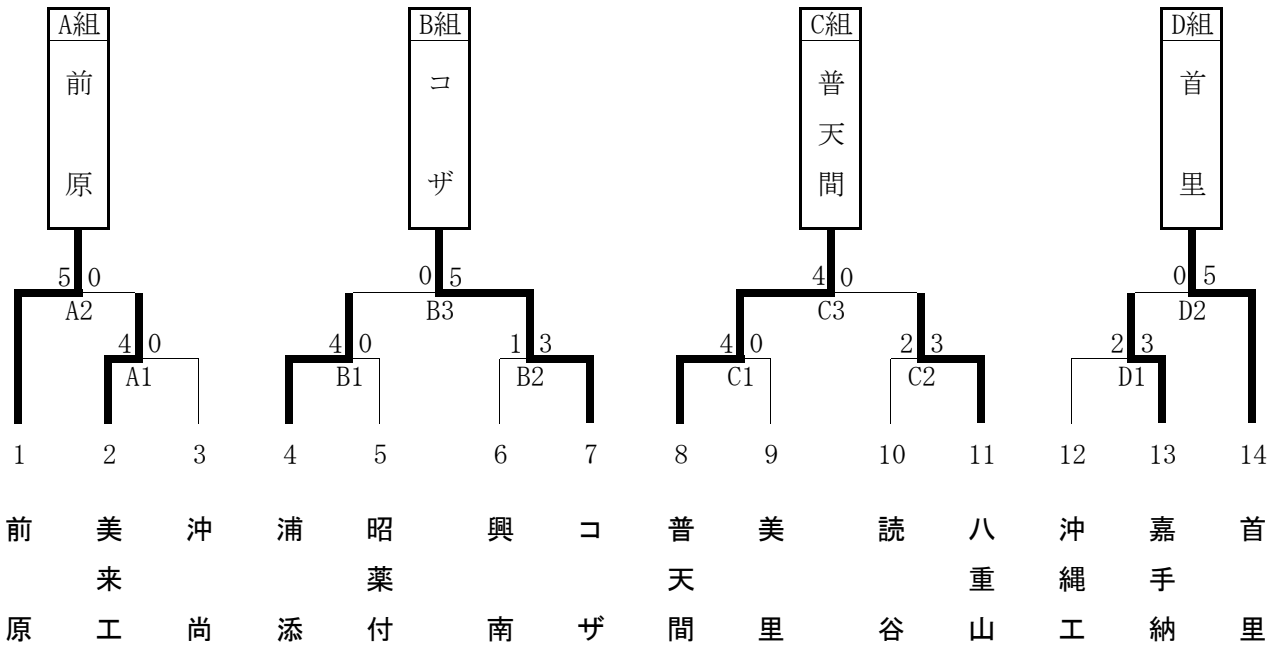 A組 B組 C組 D組
前原 コザ 普天間 首里
5 0 0 5 4 0 0 5
A2 B3 C3 D2
4 0 4 0 1 3 4 0 2 3 2 3
A1 B1 B2 C1 C2 D1
1 2 3 4 5 6 7 8 9 10 11 12 13 14
前原
美来工
沖尚
浦添
昭薬付
興南
コザ
普天間
美里
読谷
八重山
沖縄工
嘉手納
首里